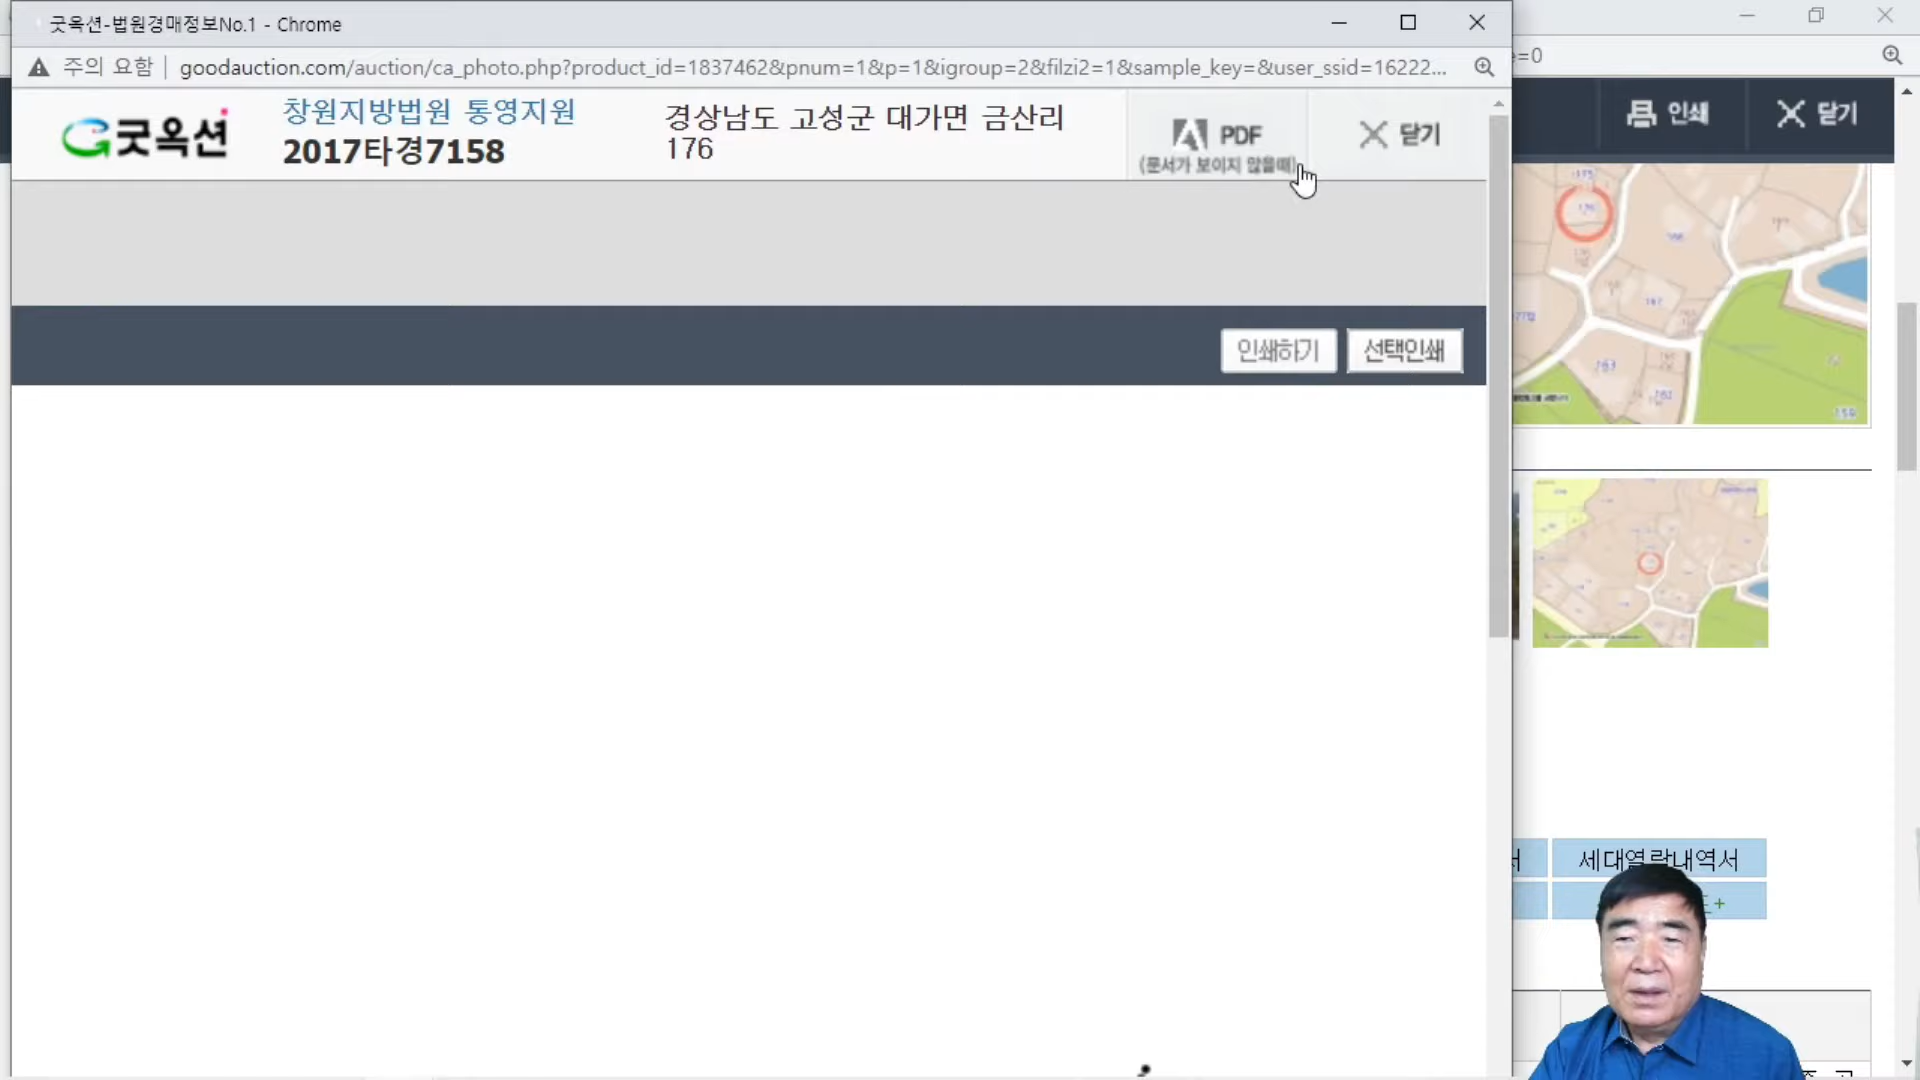 굿옥션-법원경매정보No.1 - Chrome
주의 요함
goodauction.com/auction/ca_photo.php?product_id=1837462&pnum=1&p=1&igroup=2&filzi2=1&sample_key=&user_ssid=16222...
=0
굿옥션
창원지방법원 통영지원
2017타경7158
경상남도 고성군 대가면 금산리
176
PDF
(문서가 보이지 않을때)
닫기
인쇄
닫기
인쇄하기
선택인쇄
163
159
세대열람내역서